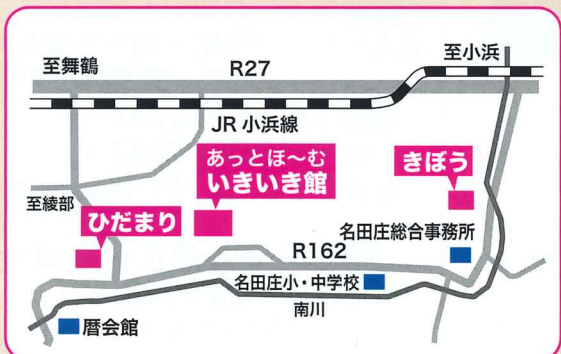 至舞鶴
R27
至小浜
JR 小浜線
あっとほ〜む
いきいき館
きぼう
至綾部
ひだまり
名田庄総合事務所
R162
名田庄小・中学校
南川
暦会館